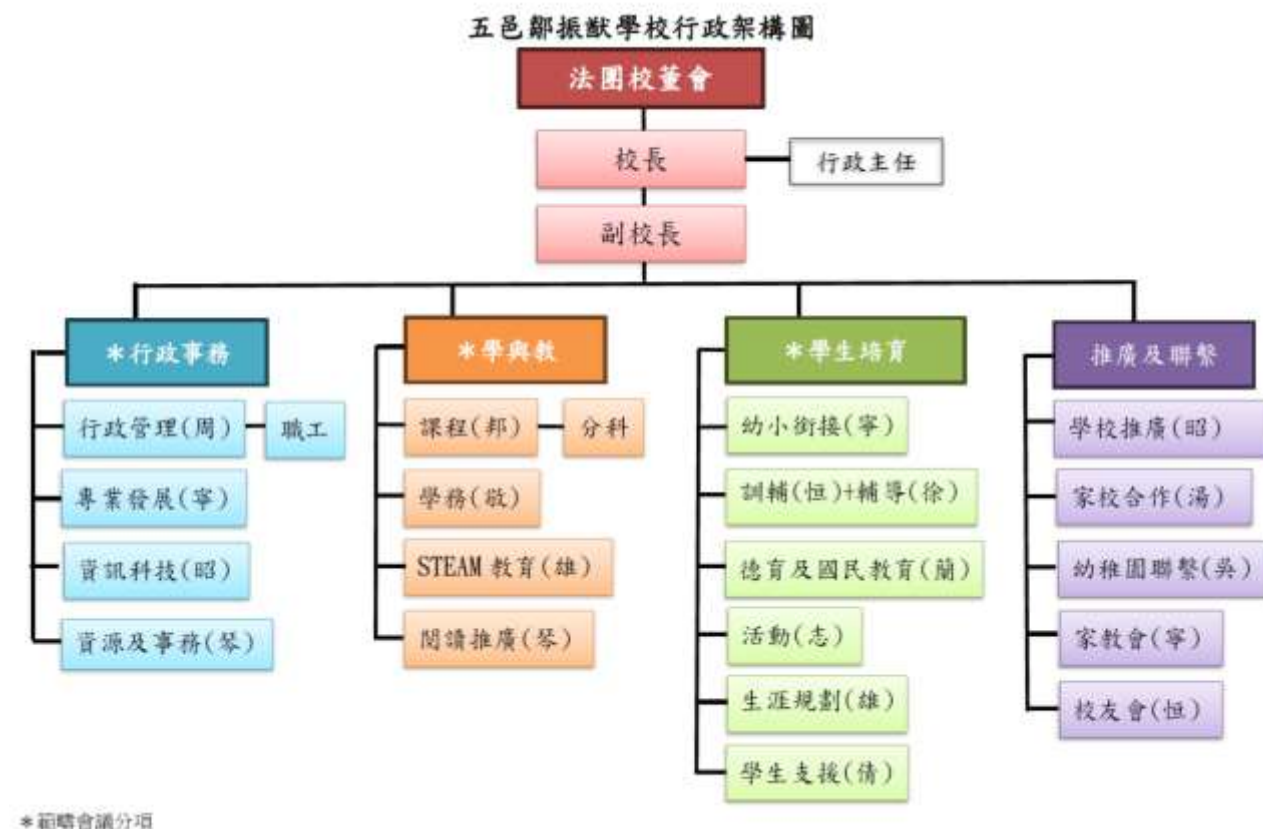 五邑鄒振猷學校行政架構圖
法團校董會
校長
行政主任
副校長
*行政事務
行政管理(周)
職工
專業發展(寧)
資訊科技(昭)
資源及事務(琴)
*學與教
課程(邦)
分科
學務(敬)
STEAM 教育(雄)
閱讀推廣(琴)
*學生培育
幼小銜接(寧)
訓輔(恒)+輔導(徐)
德育及國民教育(蘭)
活動(志)
生涯規劃(雄)
學生支援(倩)
推廣及聯繫
學校推廣(昭)
家校合作(湯)
幼稚園聯繫(吳)
家教會(寧)
校友會(恒)
*範疇會議分項